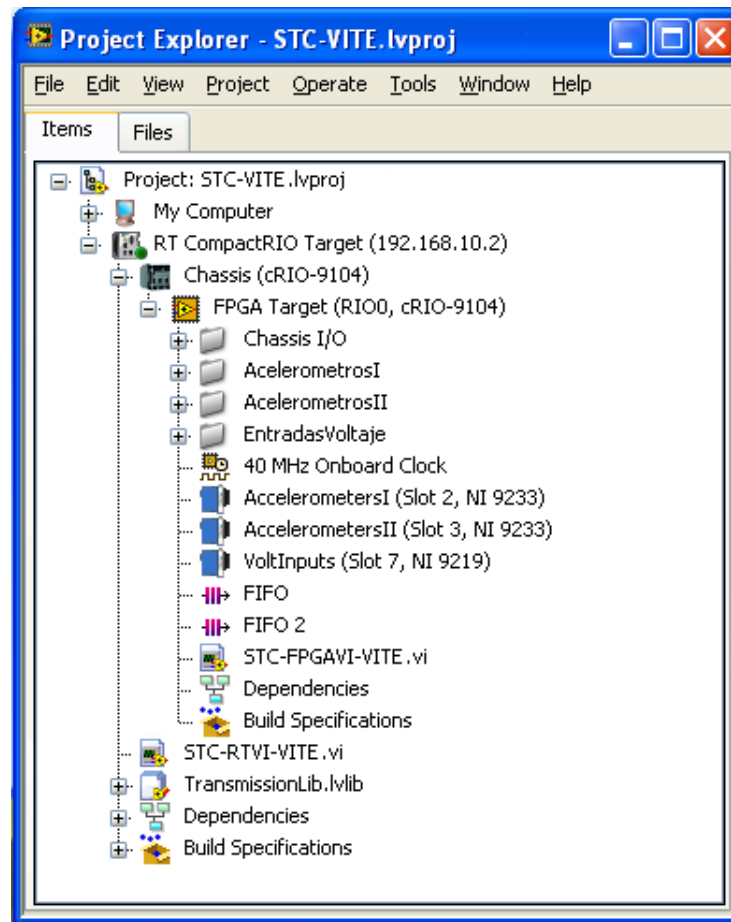 Project Explorer - STC-VITE.lvproj
File Edit View Project Operate Tools Window Help
Items Files
Project: STC-VITE.lvproj
My Computer
RT CompactRIO Target (192.168.10.2)
Chassis (cRIO-9104)
FPGA Target (RIO0, cRIO-9104)
Chassis I/O
AcelerometrosI
AcelerometrosII
EntradasVoltaje
40 MHz Onboard Clock
AccelerometersI (Slot 2, NI 9233)
AccelerometersII (Slot 3, NI 9233)
VoltInputs (Slot 7, NI 9219)
FIFO
FIFO 2
STC-FPGAVI-VITE.vi
Dependencies
Build Specifications
STC-RTVI-VITE.vi
TransmissionLib.lvlib
Dependencies
Build Specifications